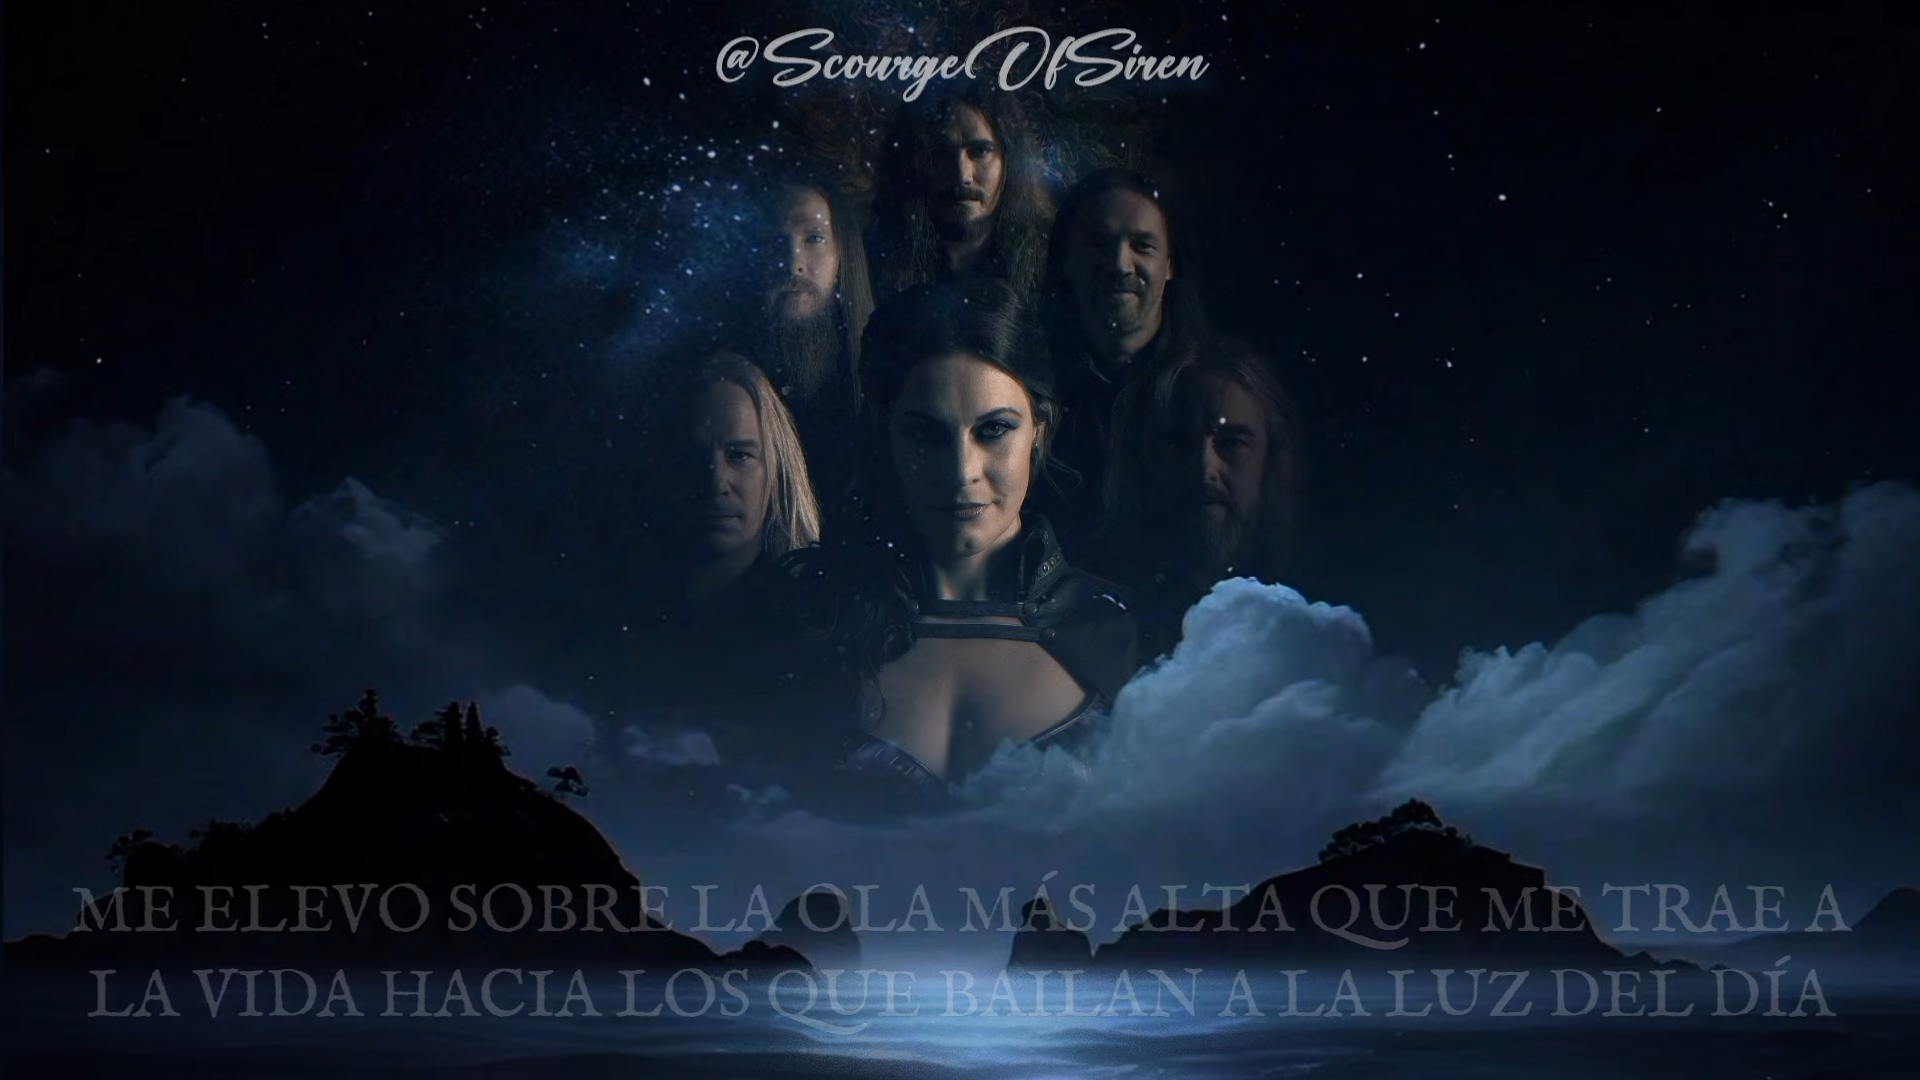 @ScourgeOfSiren
ME ELEVO SOBRE LA OLA MÁS ALTA QUE ME TRAE A
LA VIDA HACIA LOS QUE BAILAN A LA LUZ DEL DÍA